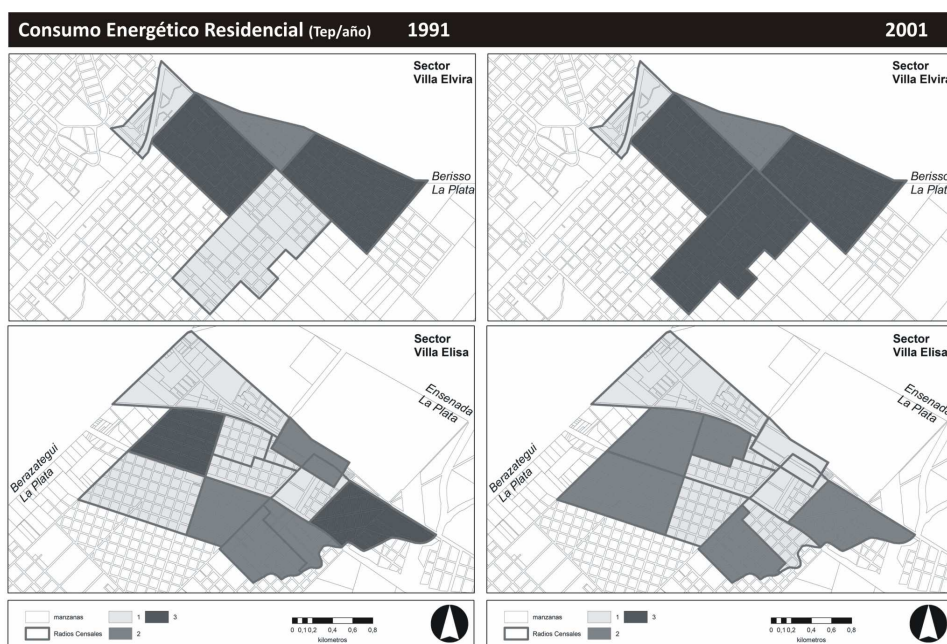 Consumo Energético Residencial (Tep/año) 1991 2001
Sector
Villa Elvira
Berisso
La Plata
Sector
Villa Elvira
Berisso
La Plata
Sector
Villa Elisa
Ensenada
La Plata
Berazategui
La Plata
Sector
Villa Elisa
Ensenada
La Plata
Berazategui
La Plata
manzanas 1 3
Radios Censales 2
0 0,1 0,2 0,4 0,6 0,8
kilometros
manzanas 1 3
Radios Censales 2
0 0,1 0,2 0,4 0,6 0,8
kilometros